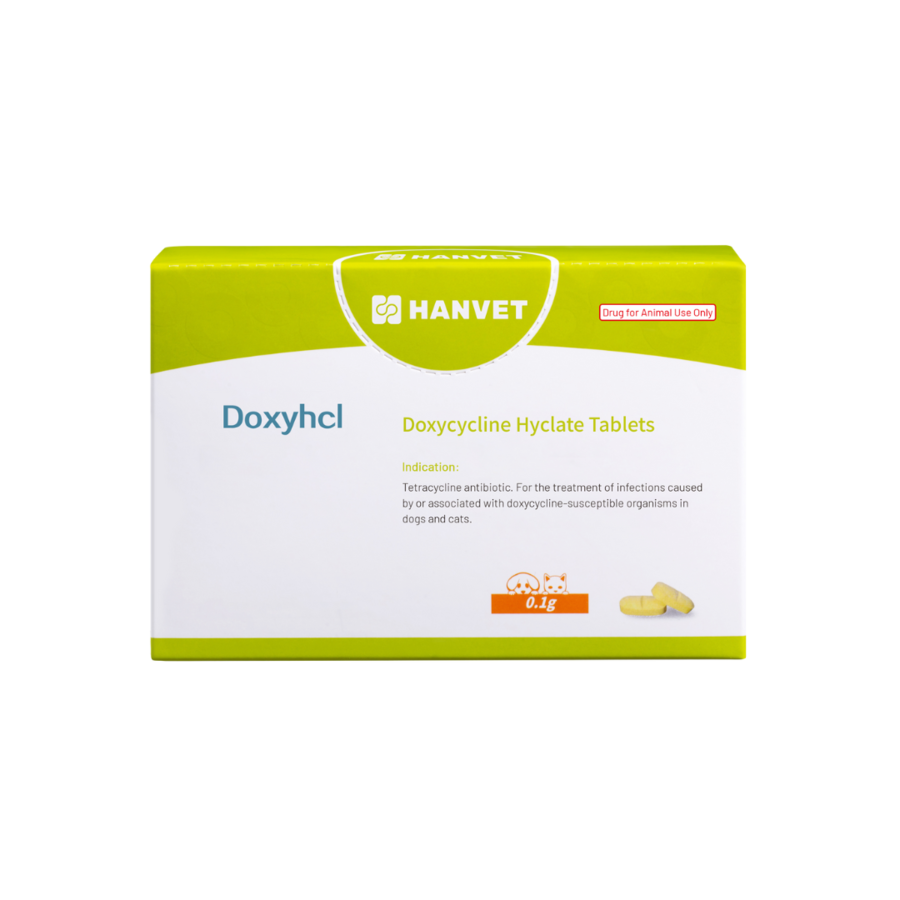 HANVET
HANVET
Drug for Animal Use Only
Doxyhcl
Doxycycline Hyclate Tablets
Indication:
Tetracycline antibiotic. For the treatment of infections caused
by or associated with doxycycline-susceptible organisms in
dogs and cats.
0.1g